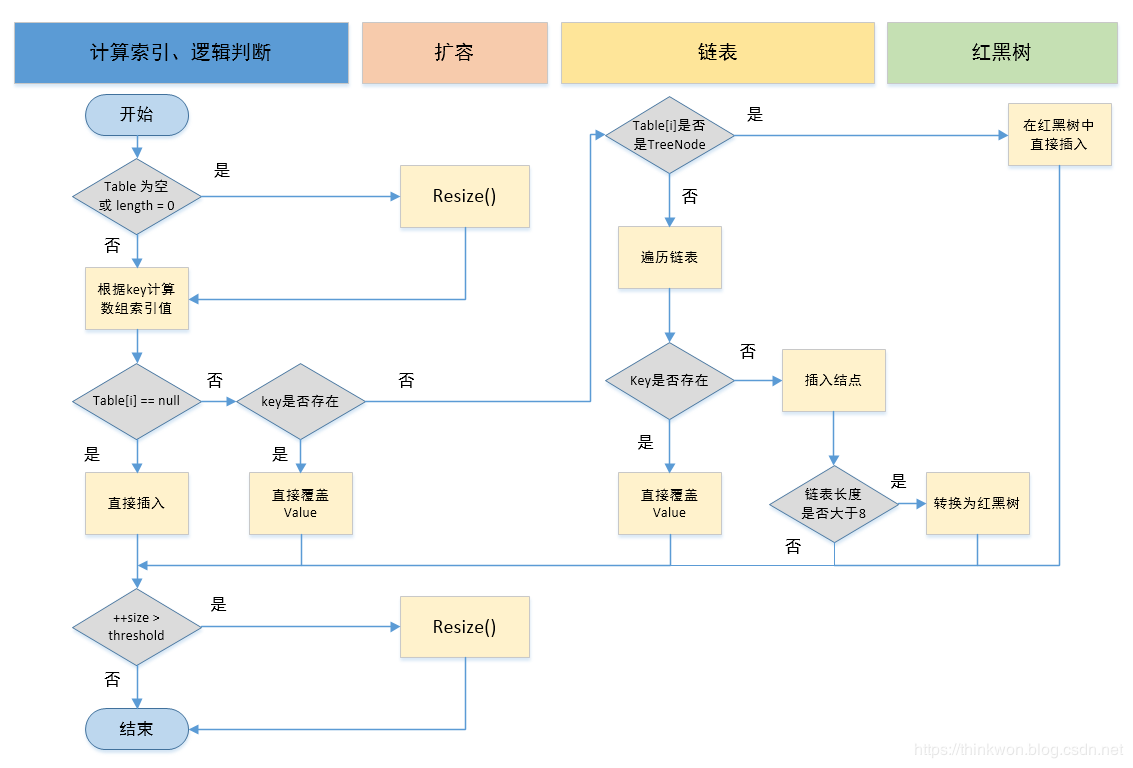 计算索引、逻辑判断
扩容
链表
红黑树
开始
Table 为空
或 length = 0
是
Resize()
否
根据key计算
数组索引值
Table[i] == null
否
key是否存在
否
是
直接插入
是
直接覆盖
Value
Table[i]是否
是TreeNode
是
在红黑树中
直接插入
否
遍历链表
Key是否存在
否
插入结点
是
直接覆盖
Value
链表长度
是否大于8
是
转换为红黑树
否
++size >
threshold
是
Resize()
否
结束
https://thinkwon.blog.csdn.net